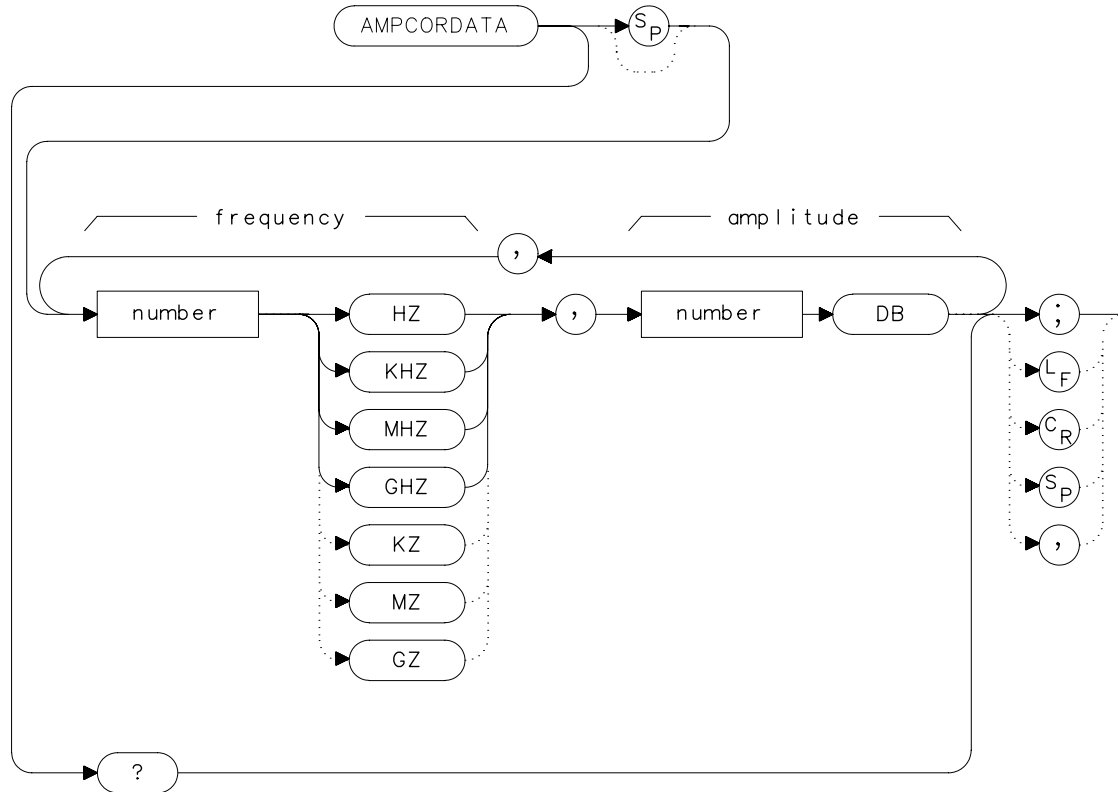 AMPCORDATA
SP
frequency
amplitude
,
number
HZ
,
number
DB
;
KHZ
LF
MHZ
CR
GHZ
SP
KZ
,
MZ
GZ
?